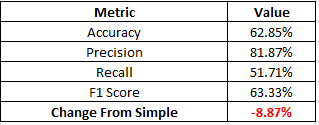 Metric Value
Accuracy 62.85%
Precision 81.87%
Recall 51.71%
F1 Score 63.33%
Change From Simple -8.87%